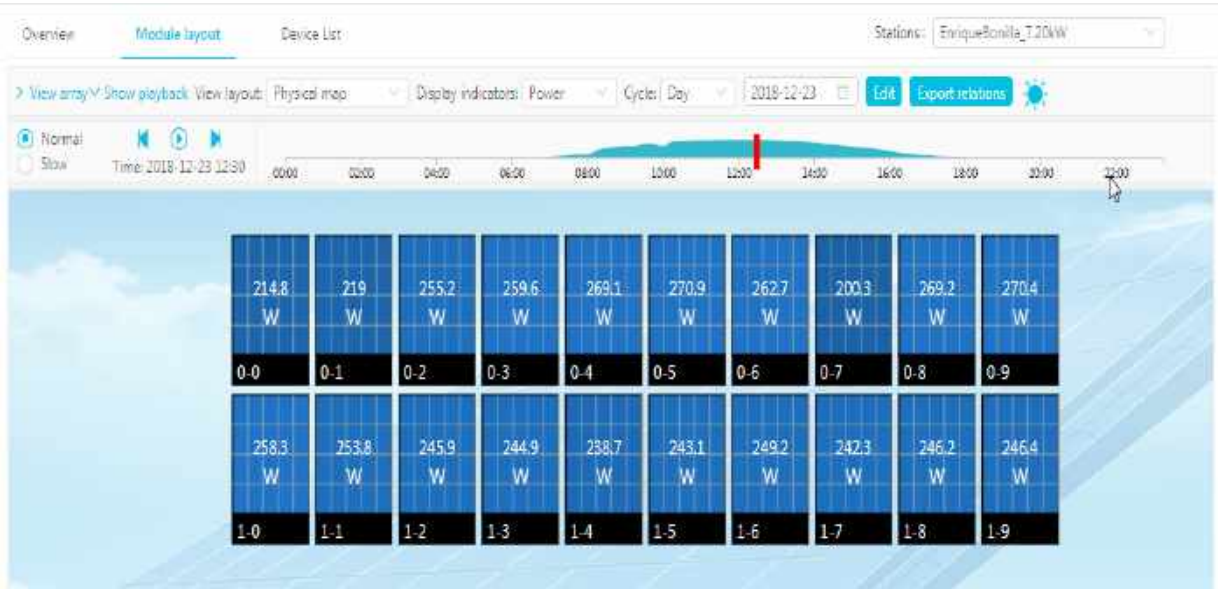 Overview Module layout Device List Stations: EnriqueBonilla_7.20kW
> View array Show playback View layout: Physical map Display indicators: Power Cycle: Day 2018-12-23 Edit Export relations
Normal
Slow Time: 2018-12-23 12:30
00:00 02:00 04:00 06:00 08:00 10:00 12:00 14:00 16:00 18:00 20:00 22:00
214.8 219 255.2 259.6 269.1 270.9 262.7 200.3 269.2 270.4
W W W W W W W W W W
0-0 0-1 0-2 0-3 0-4 0-5 0-6 0-7 0-8 0-9
258.3 253.8 245.9 244.9 238.7 243.1 249.2 242.3 246.2 246.4
W W W W W W W W W W
1-0 1-1 1-2 1-3 1-4 1-5 1-6 1-7 1-8 1-9